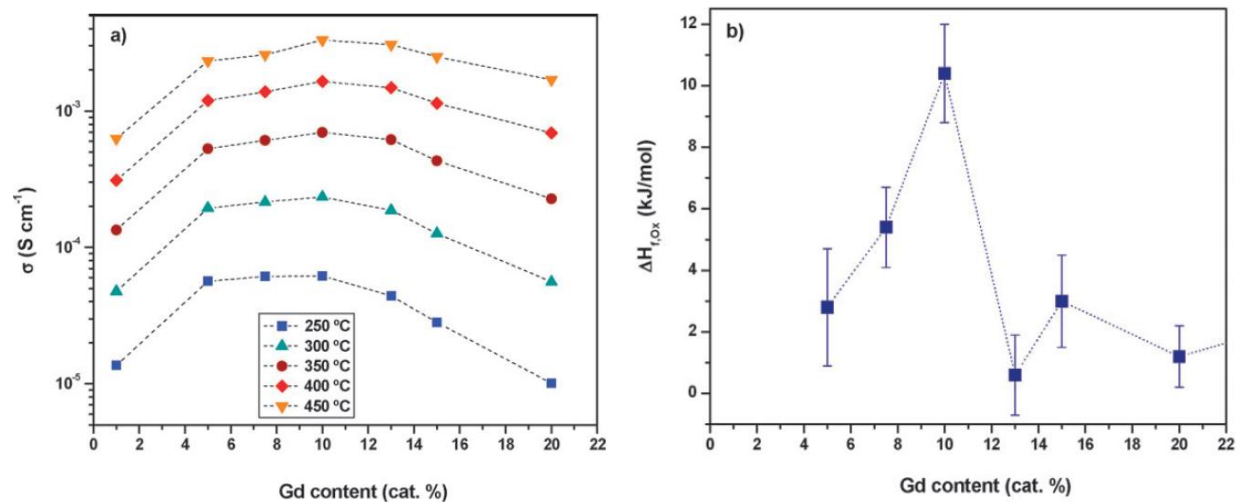 a)
10⁻³
10⁻⁴
10⁻⁵
σ (S cm⁻¹)
250 ºC
300 ºC
350 ºC
400 ºC
450 ºC
0 2 4 6 8 10 12 14 16 18 20 22
Gd content (cat. %)
b)
12
10
8
6
4
2
0
ΔH_f,Ox (kJ/mol)
0 2 4 6 8 10 12 14 16 18 20 22
Gd content (cat. %)